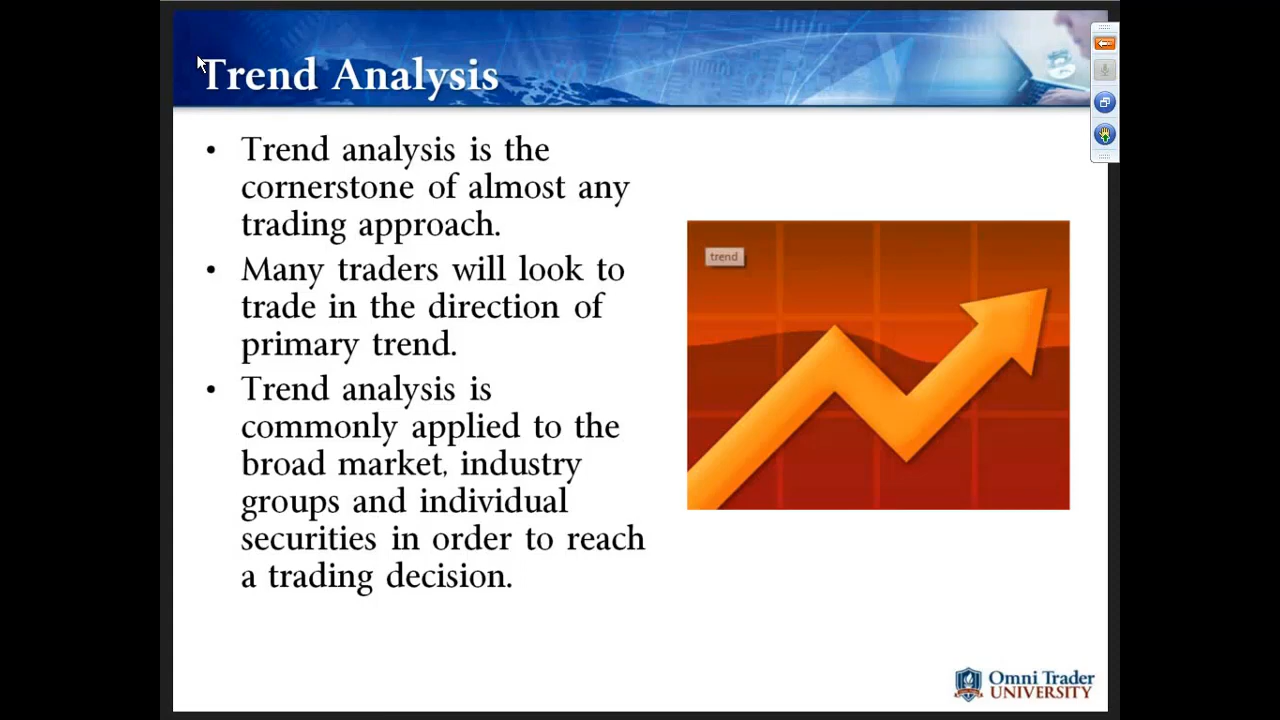 Trend Analysis
• Trend analysis is the
cornerstone of almost any
trading approach.
• Many traders will look to
trade in the direction of
primary trend.
• Trend analysis is
commonly applied to the
broad market, industry
groups and individual
securities in order to reach
a trading decision.
trend
Omni Trader
UNIVERSITY